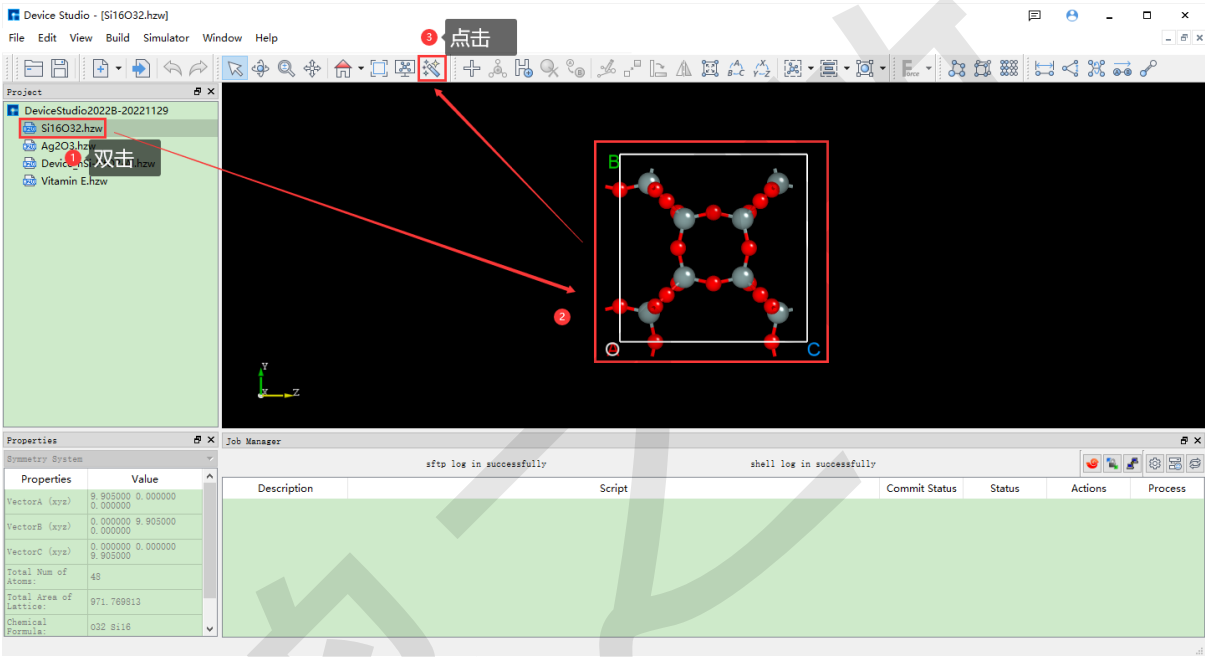 Device Studio - [Si16O32.hzw]
File Edit View Build Simulator Window Help
3 点击
Project
DeviceStudio2022B-20221129
Si16O32.hzw
Ag2O3.hzw
1 双击
Vitamin E.hzw
B
2
O
C
Y
Z
Properties
Symmetry System
Properties Value
VectorA (xyz) 9.905000 0.000000
0.000000
VectorB (xyz) 0.000000 9.905000
0.000000
VectorC (xyz) 0.000000 0.000000
9.905000
Total Num of
Atoms: 48
Total Area of
Lattice: 971.769813
Chemical
Formula: O32 Si16
Job Manager
sftp log in successfully shell log in successfully
Description Script Commit Status Status Actions Process